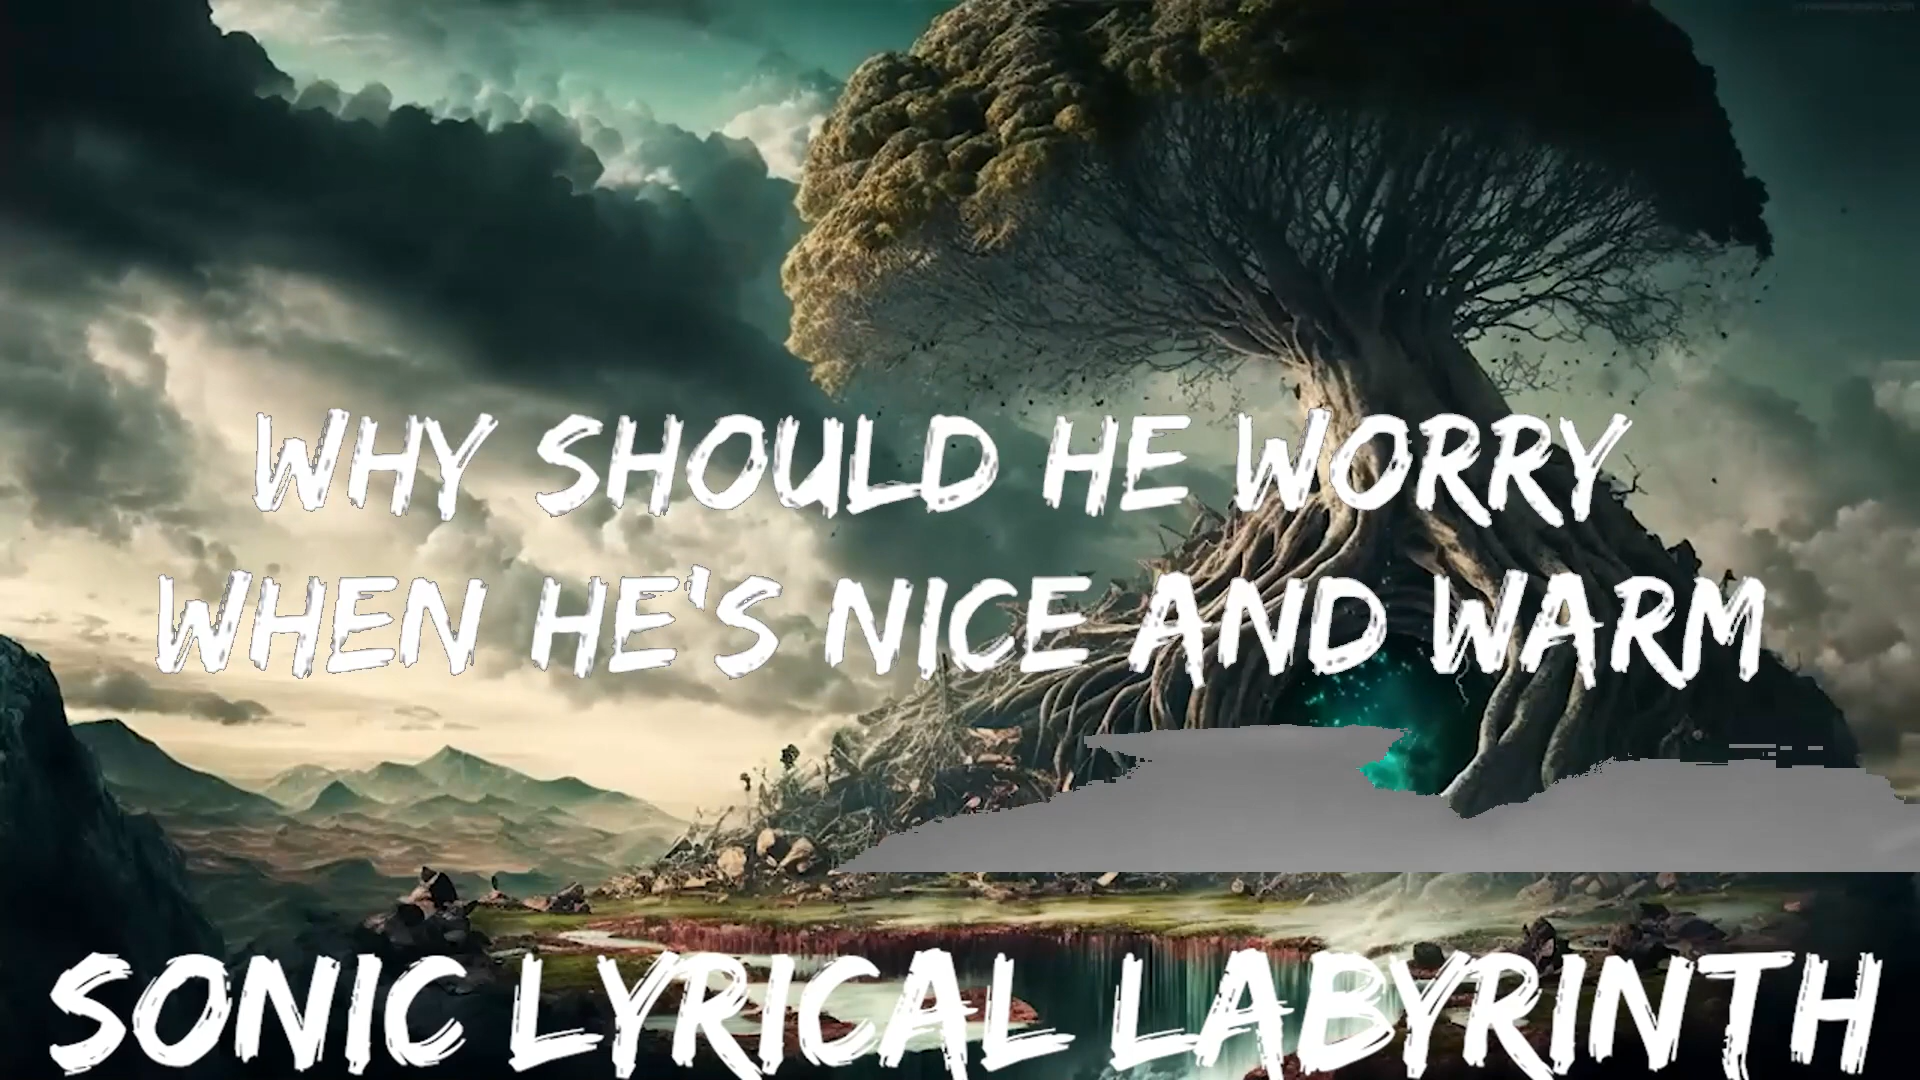 WHY SHOULD HE WORRY
WHEN HE'S NICE AND WARM
SONIC LYRICAL LABYRINTH